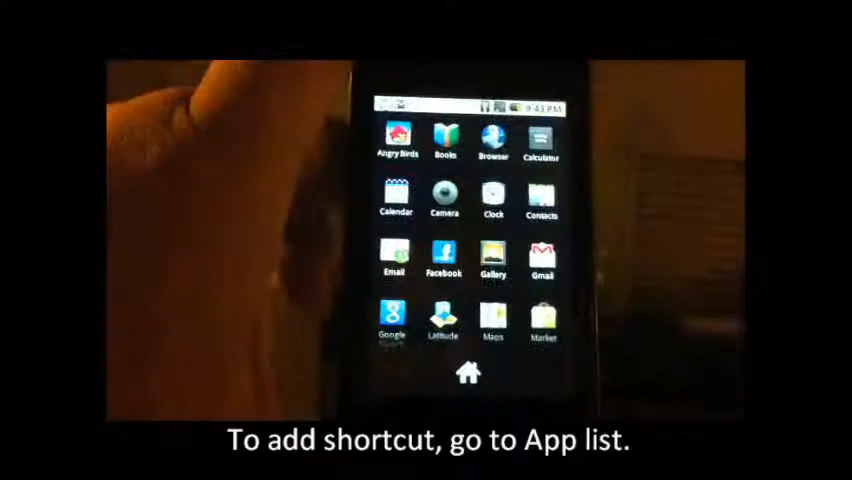 9:43 PM
Angry Birds Books Browser Calculator
Calendar Camera Clock Contacts
Email Facebook Gallery Gmail
Google Latitude Maps Market
To add shortcut, go to App list.